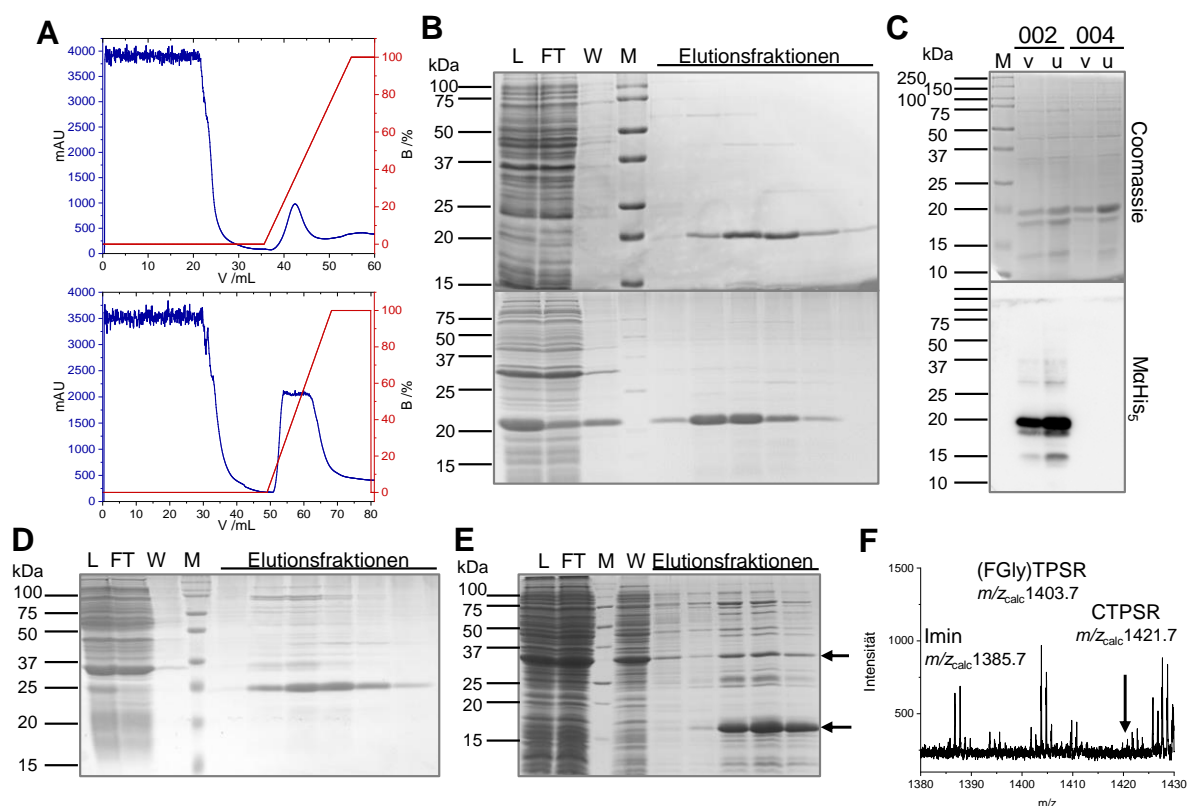 A
4000
3500
3000
2500
2000
1500
1000
500
0
mAU
100
80
60
40
20
0
B /%
0 10 20 30 40 50 60
V /mL
4000
3500
3000
2500
2000
1500
1000
500
0
mAU
100
80
60
40
20
0
B /%
0 10 20 30 40 50 60 70 80
V /mL
B
kDa
L FT W M Elutionsfraktionen
100
75
50
37
25
20
15
75
50
37
25
20
15
C
002 004
kDa
M v u v u
250
150
100
75
50
37
25
20
15
10
Coomassie
75
50
37
25
20
15
10
MαHis5
D
L FT W M Elutionsfraktionen
kDa
100
75
50
37
25
20
15
E
L FT M W Elutionsfraktionen
kDa
100
75
50
37
25
20
15
F
1500
1000
500
Intensität
(FGly)TPSR
m/zcalc1403.7
CTPSR
m/zcalc1421.7
Imin
m/zcalc1385.7
1380 1390 1400 1410 1420 1430
m/z